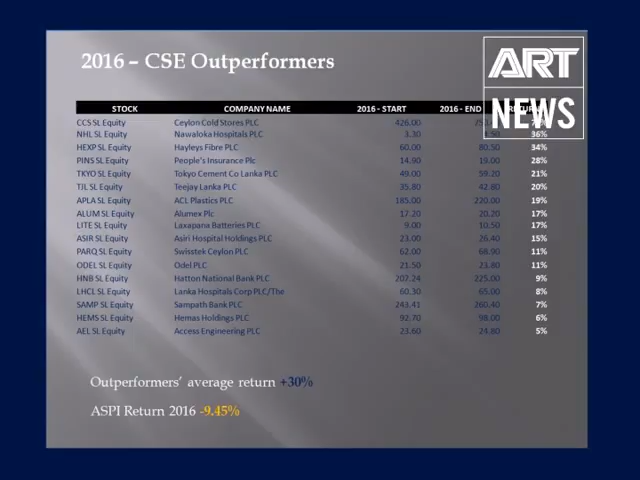 2016 – CSE Outperformers
ART
NEWS
STOCK COMPANY NAME 2016 - START 2016 - END
CCS SL Equity Ceylon Cold Stores PLC 426.00
NHL SL Equity Nawaloka Hospitals PLC 3.30 36%
HEXP SL Equity Hayleys Fibre PLC 60.00 80.50 34%
PINS SL Equity People's Insurance Plc 14.90 19.00 28%
TKYO SL Equity Tokyo Cement Co Lanka PLC 49.00 59.20 21%
TJL SL Equity Teejay Lanka PLC 35.80 42.80 20%
APLA SL Equity ACL Plastics PLC 185.00 220.00 19%
ALUM SL Equity Alumex Plc 17.20 20.20 17%
LITE SL Equity Laxapana Batteries PLC 9.00 10.50 17%
ASIR SL Equity Asiri Hospital Holdings PLC 23.00 26.40 15%
PARQ SL Equity Swisstek Ceylon PLC 62.00 68.90 11%
ODEL SL Equity Odel PLC 21.50 23.80 11%
HNB SL Equity Hatton National Bank PLC 207.24 225.00 9%
LHCL SL Equity Lanka Hospitals Corp PLC/The 60.30 65.00 8%
SAMP SL Equity Sampath Bank PLC 243.41 260.40 7%
HEMS SL Equity Hemas Holdings PLC 92.70 98.00 6%
AEL SL Equity Access Engineering PLC 23.60 24.80 5%
Outperformers' average return +30%
ASPI Return 2016 -9.45%